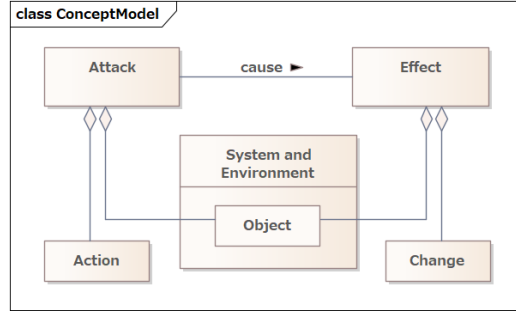 class ConceptModel
Attack
cause ►
Effect
System and
Environment
Object
Action
Change